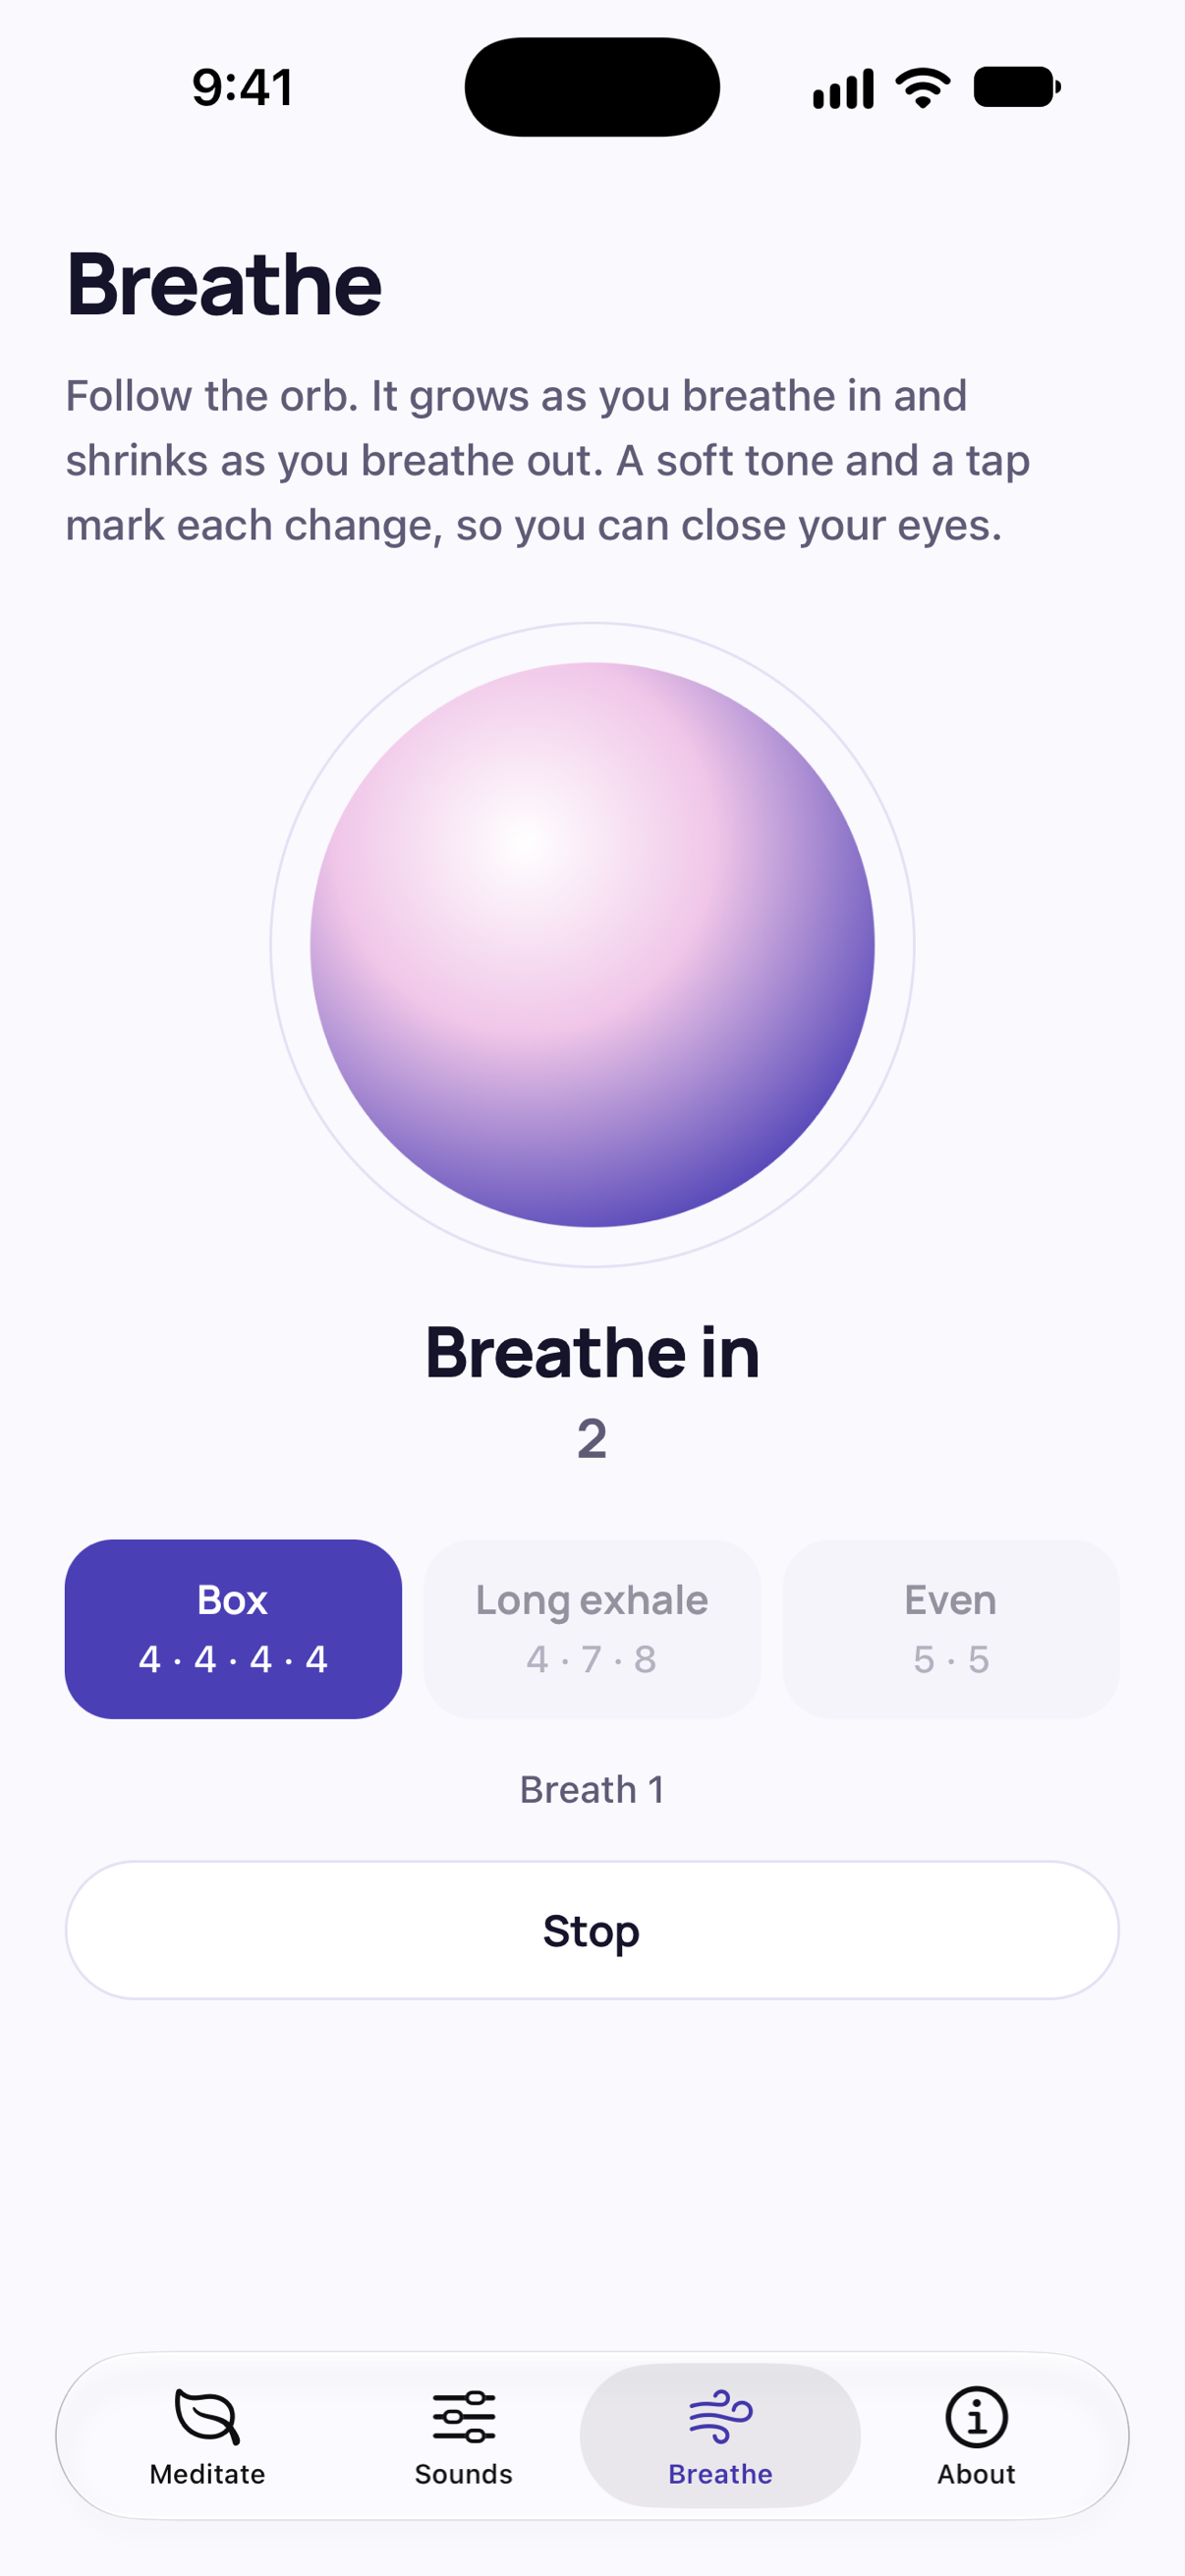 9:41
Breathe
Follow the orb. It grows as you breathe in and
shrinks as you breathe out. A soft tone and a tap
mark each change, so you can close your eyes.
Breathe in
2
Box
4 · 4 · 4 · 4
Long exhale
4 · 7 · 8
Even
5 · 5
Breath 1
Stop
Meditate
Sounds
Breathe
About